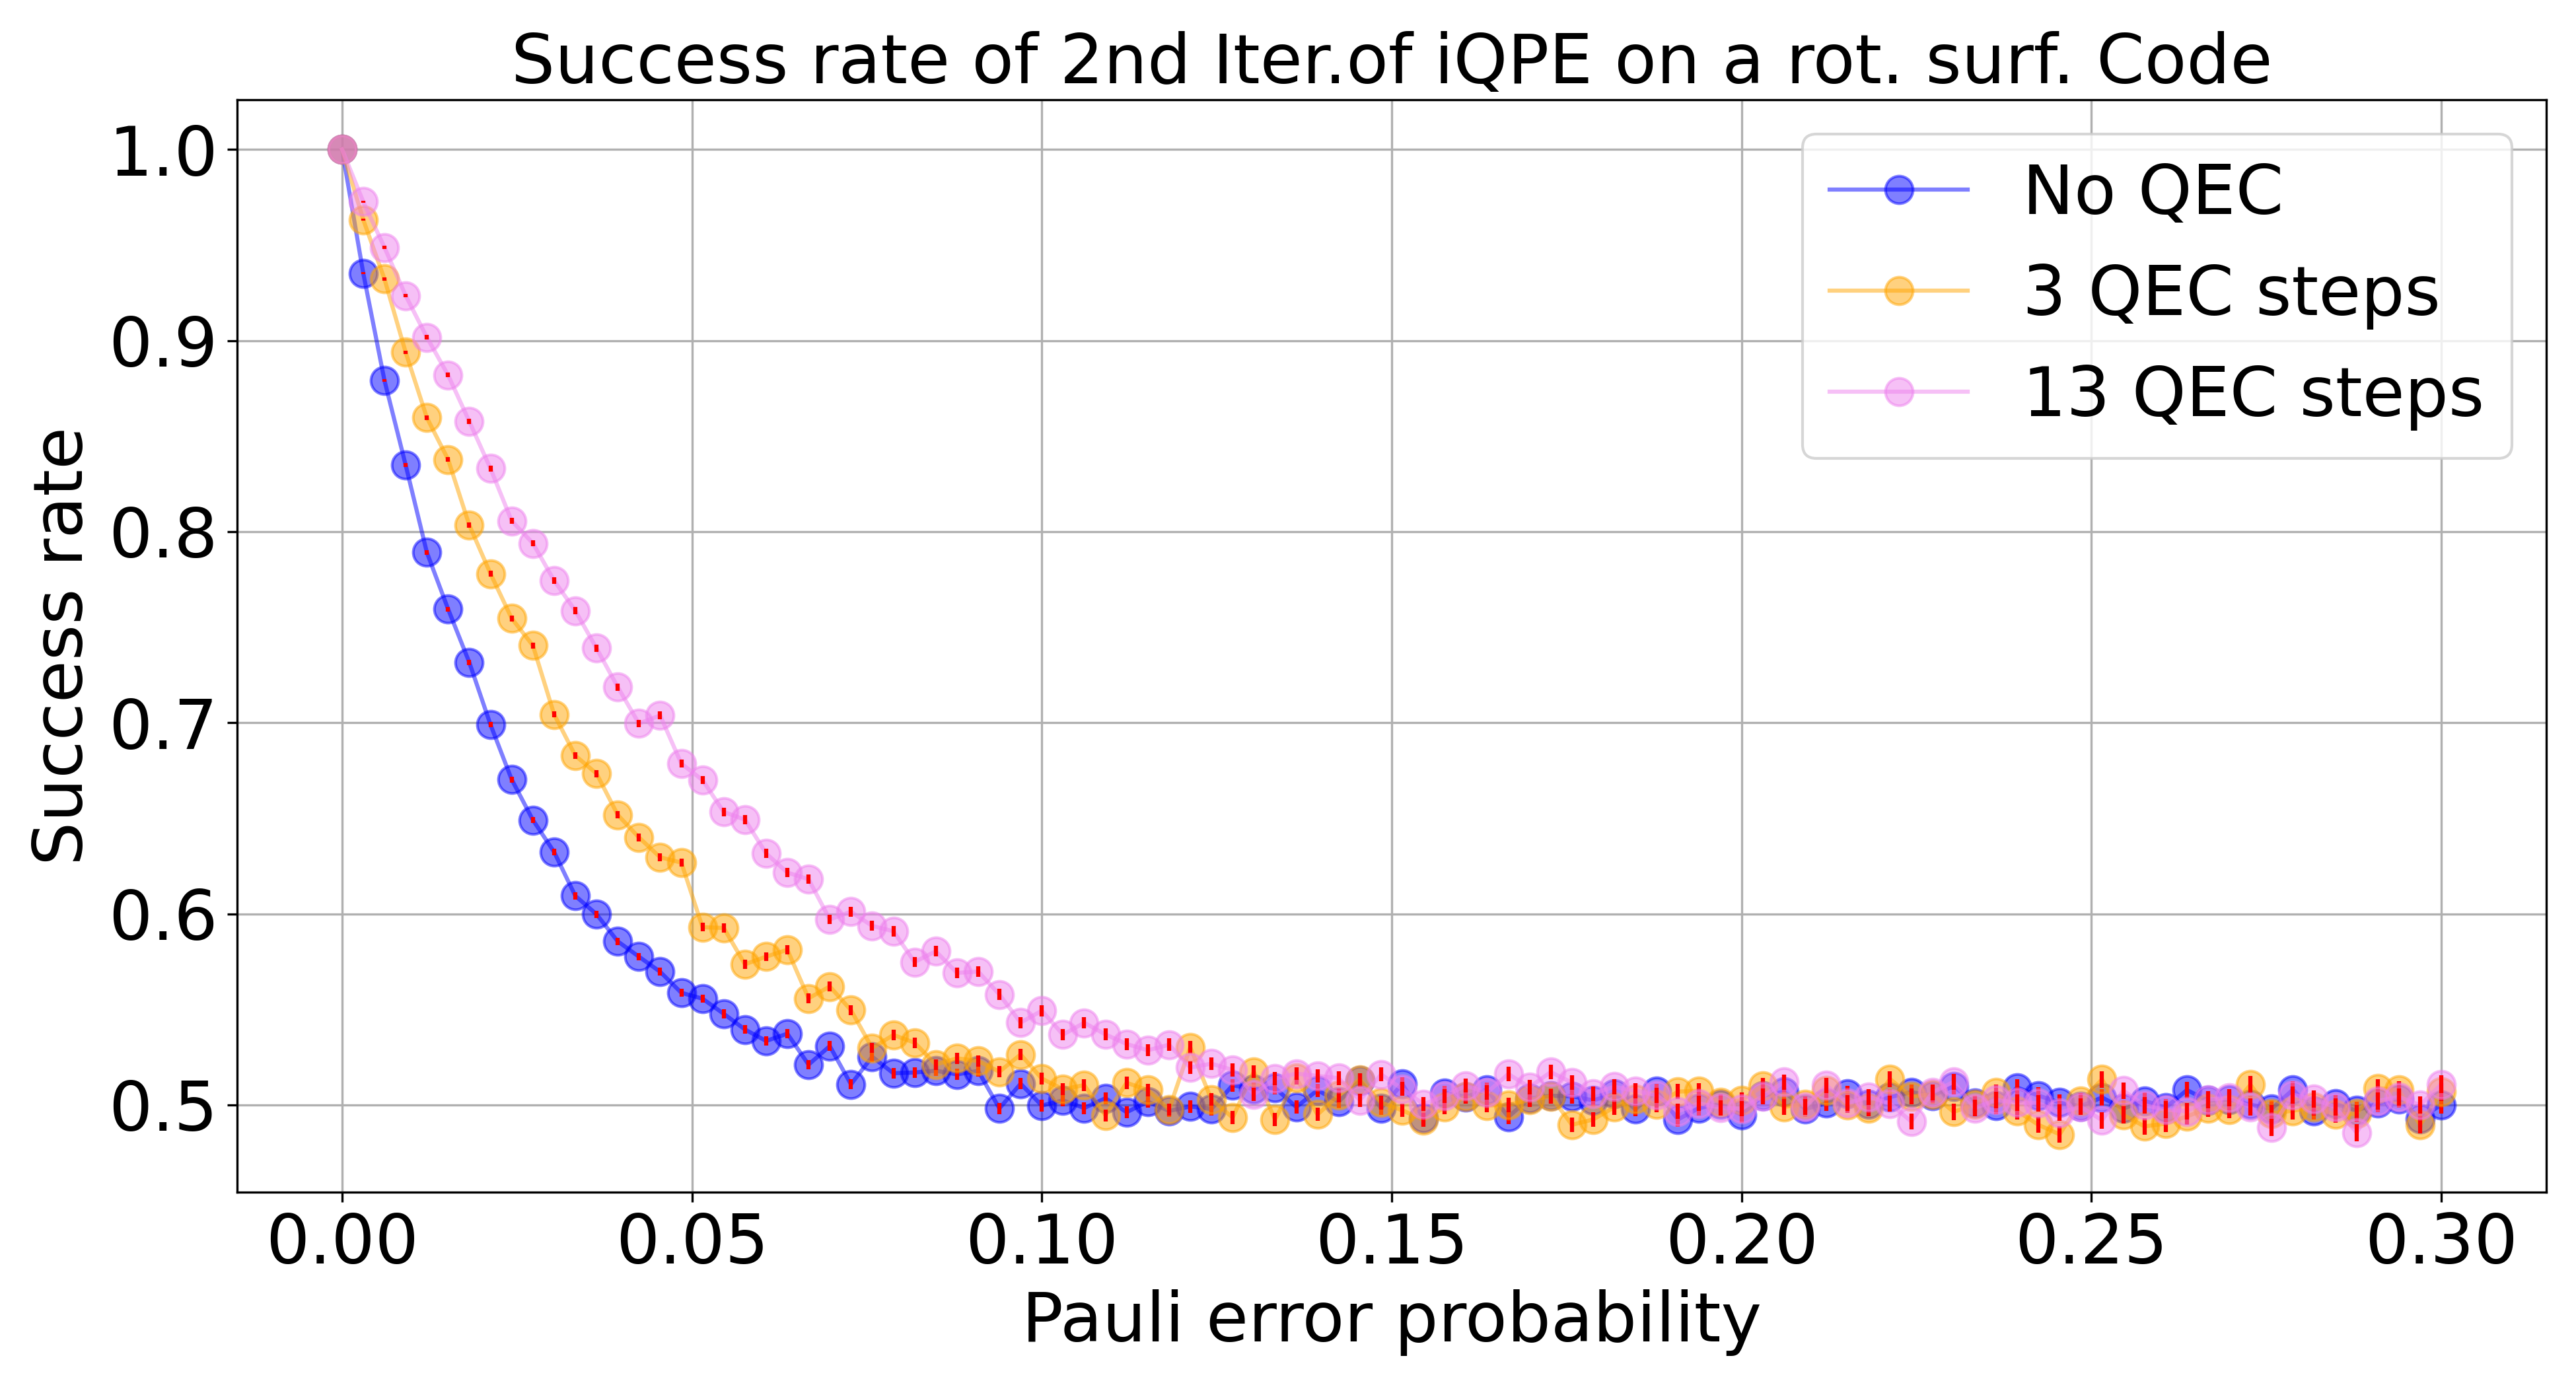 Success rate of 2nd Iter.of iQPE on a rot. surf. Code
No QEC
3 QEC steps
13 QEC steps
Success rate
1.0
0.9
0.8
0.7
0.6
0.5
0.00 0.05 0.10 0.15 0.20 0.25 0.30
Pauli error probability